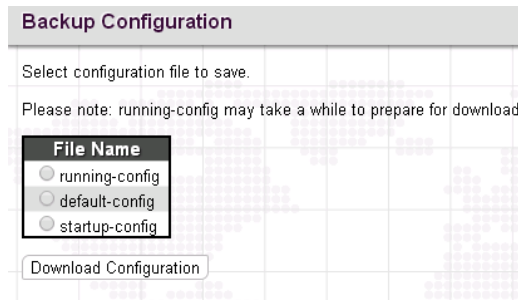 Backup Configuration
Select configuration file to save.
Please note: running-config may take a while to prepare for download
File Name
running-config
default-config
startup-config
Download Configuration